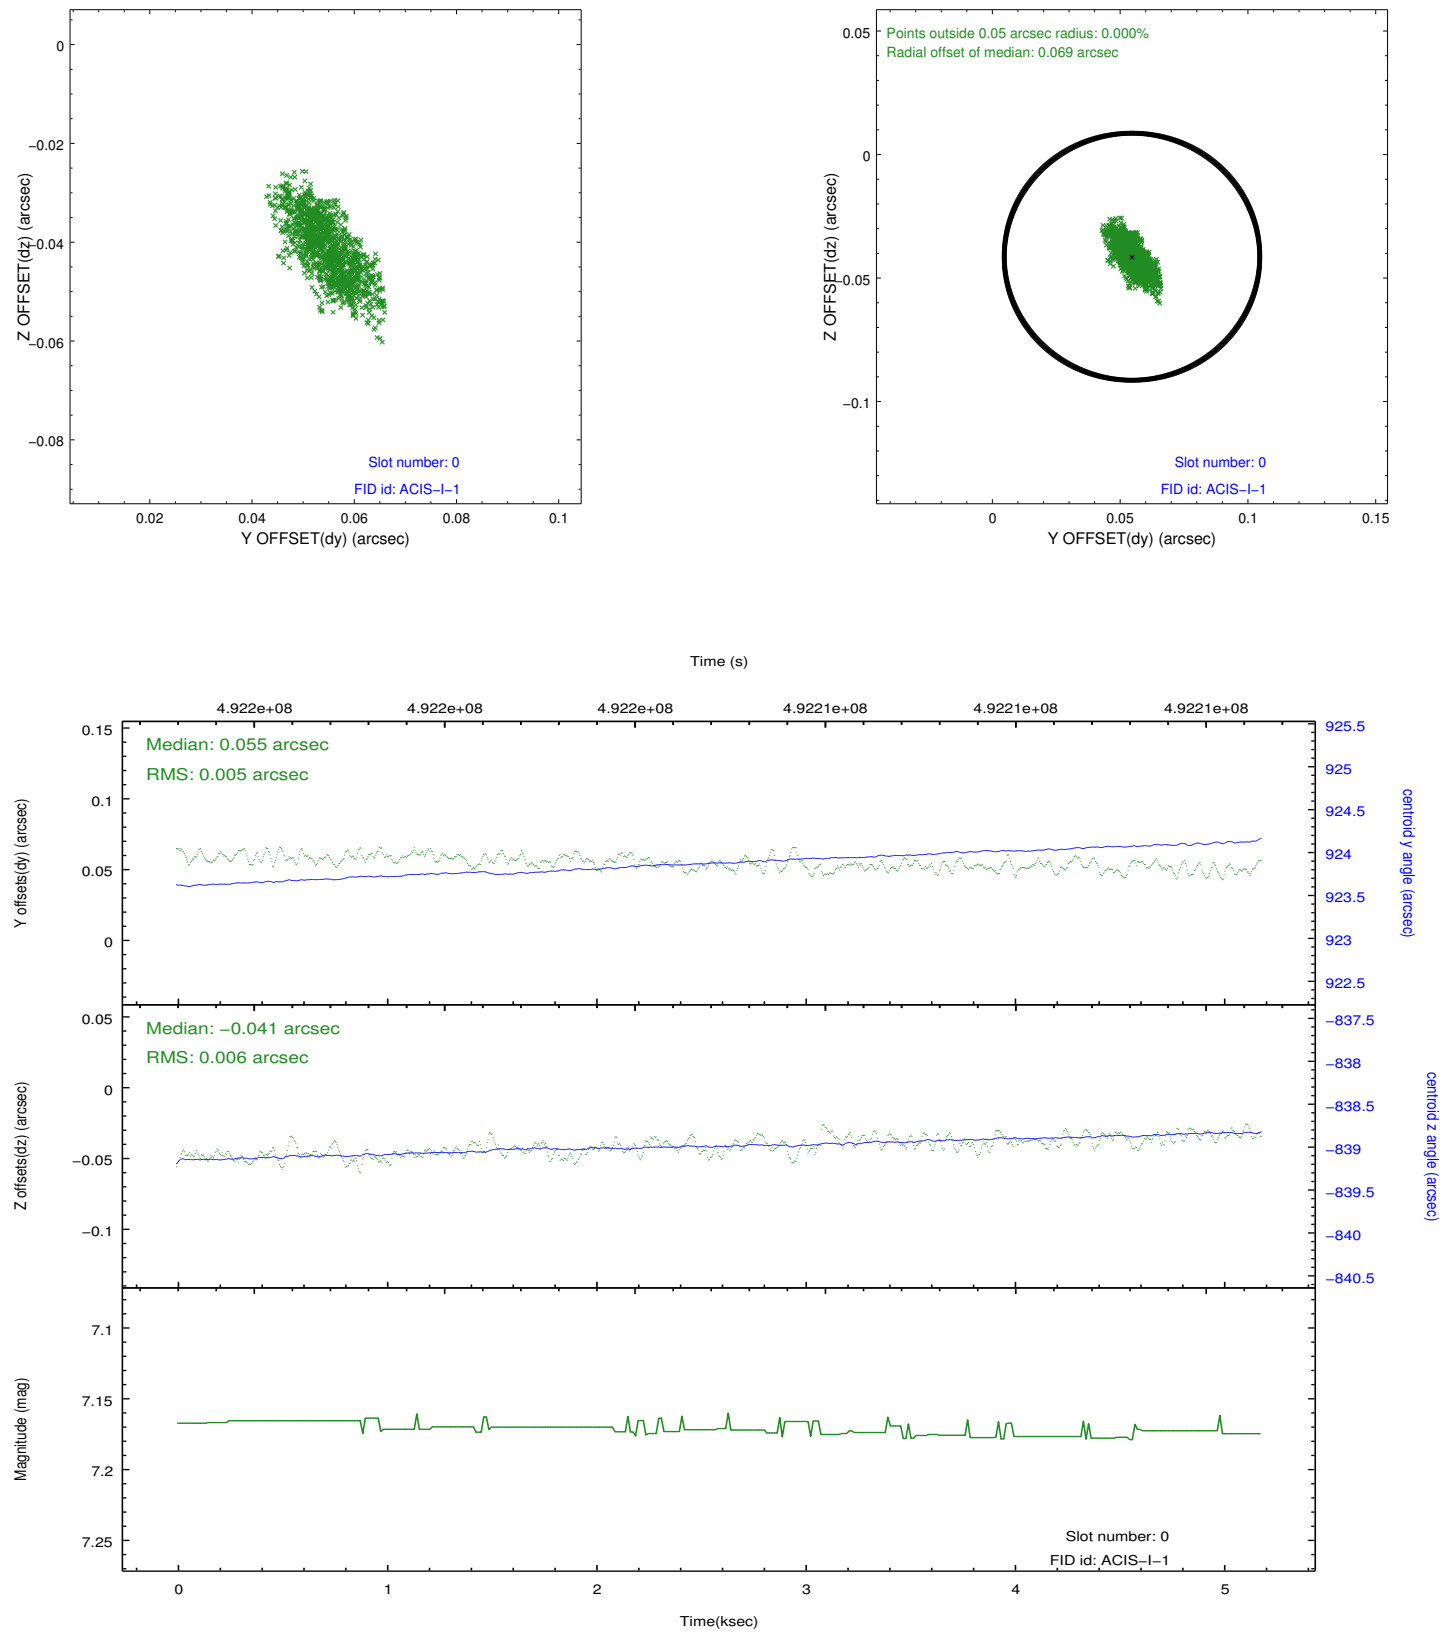 0
−0.02
−0.04
−0.06
−0.08
Z OFFSET(dz) (arcsec)
Slot number: 0
FID id: ACIS−I−1
0.02 0.04 0.06 0.08 0.1
Y OFFSET(dy) (arcsec)
Points outside 0.05 arcsec radius: 0.000%
Radial offset of median: 0.069 arcsec
0.05
0
−0.05
−0.1
Z OFFSET(dz) (arcsec)
Slot number: 0
FID id: ACIS−I−1
0 0.05 0.1 0.15
Y OFFSET(dy) (arcsec)
Time (s)
4.922e+08 4.922e+08 4.922e+08 4.9221e+08 4.9221e+08 4.9221e+08
Median: 0.055 arcsec
RMS: 0.005 arcsec
0.15
0.1
0.05
0
Y offsets(dy) (arcsec)
925.5
925
924.5
924
923.5
923
922.5
centroid y angle (arcsec)
Median: −0.041 arcsec
RMS: 0.006 arcsec
0.05
0
−0.05
−0.1
Z offsets(dz) (arcsec)
−837.5
−838
−838.5
−839
−839.5
−840
−840.5
centroid z angle (arcsec)
7.1
7.15
7.2
7.25
Magnitude (mag)
Slot number: 0
FID id: ACIS−I−1
0 1 2 3 4 5
Time(ksec)